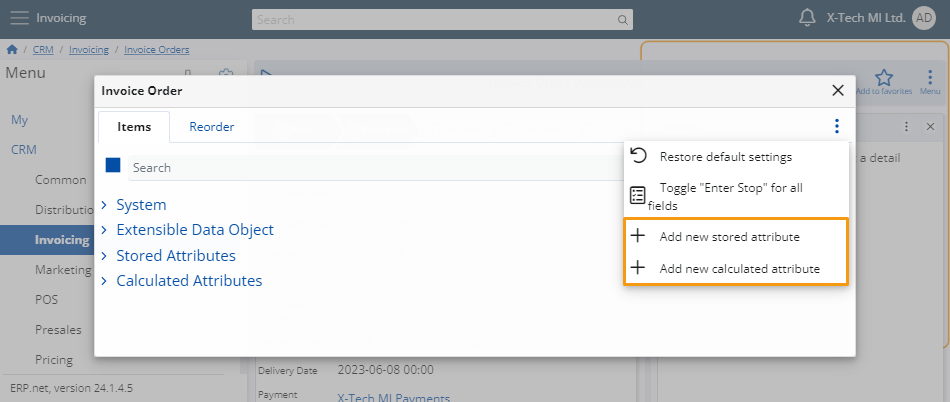 Invoicing
Search
X-Tech MI Ltd.
AD
/ CRM / Invoicing / Invoice Orders
Menu
Add to favorites
Menu
Invoice Order
Items
Reorder
My
CRM
Common
Distributio
Invoicing
Marketing
POS
Presales
Pricing
Search
System
Extensible Data Object
Stored Attributes
Calculated Attributes
Restore default settings
Toggle "Enter Stop" for all
fields
Add new stored attribute
Add new calculated attribute
a detail
Delivery Date
2023-06-08 00:00
Payment
X-Tech MI Payments
ERP.net, version 24.1.4.5